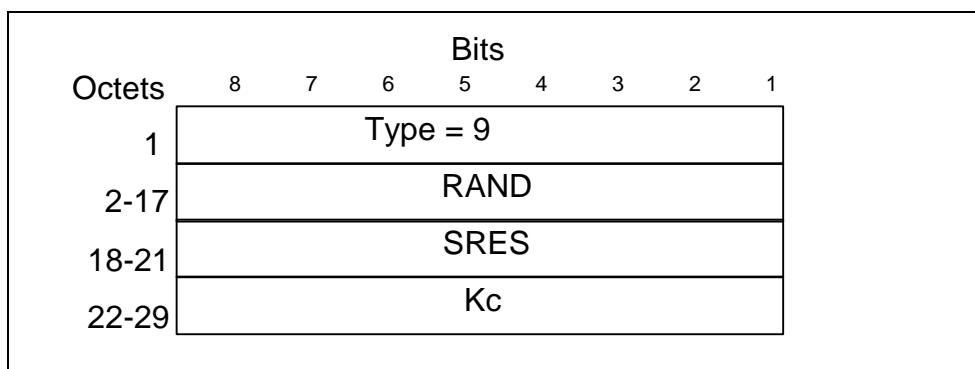 Bits
Octets 8 7 6 5 4 3 2 1
1 Type = 9
2-17 RAND
18-21 SRES
22-29 Kc